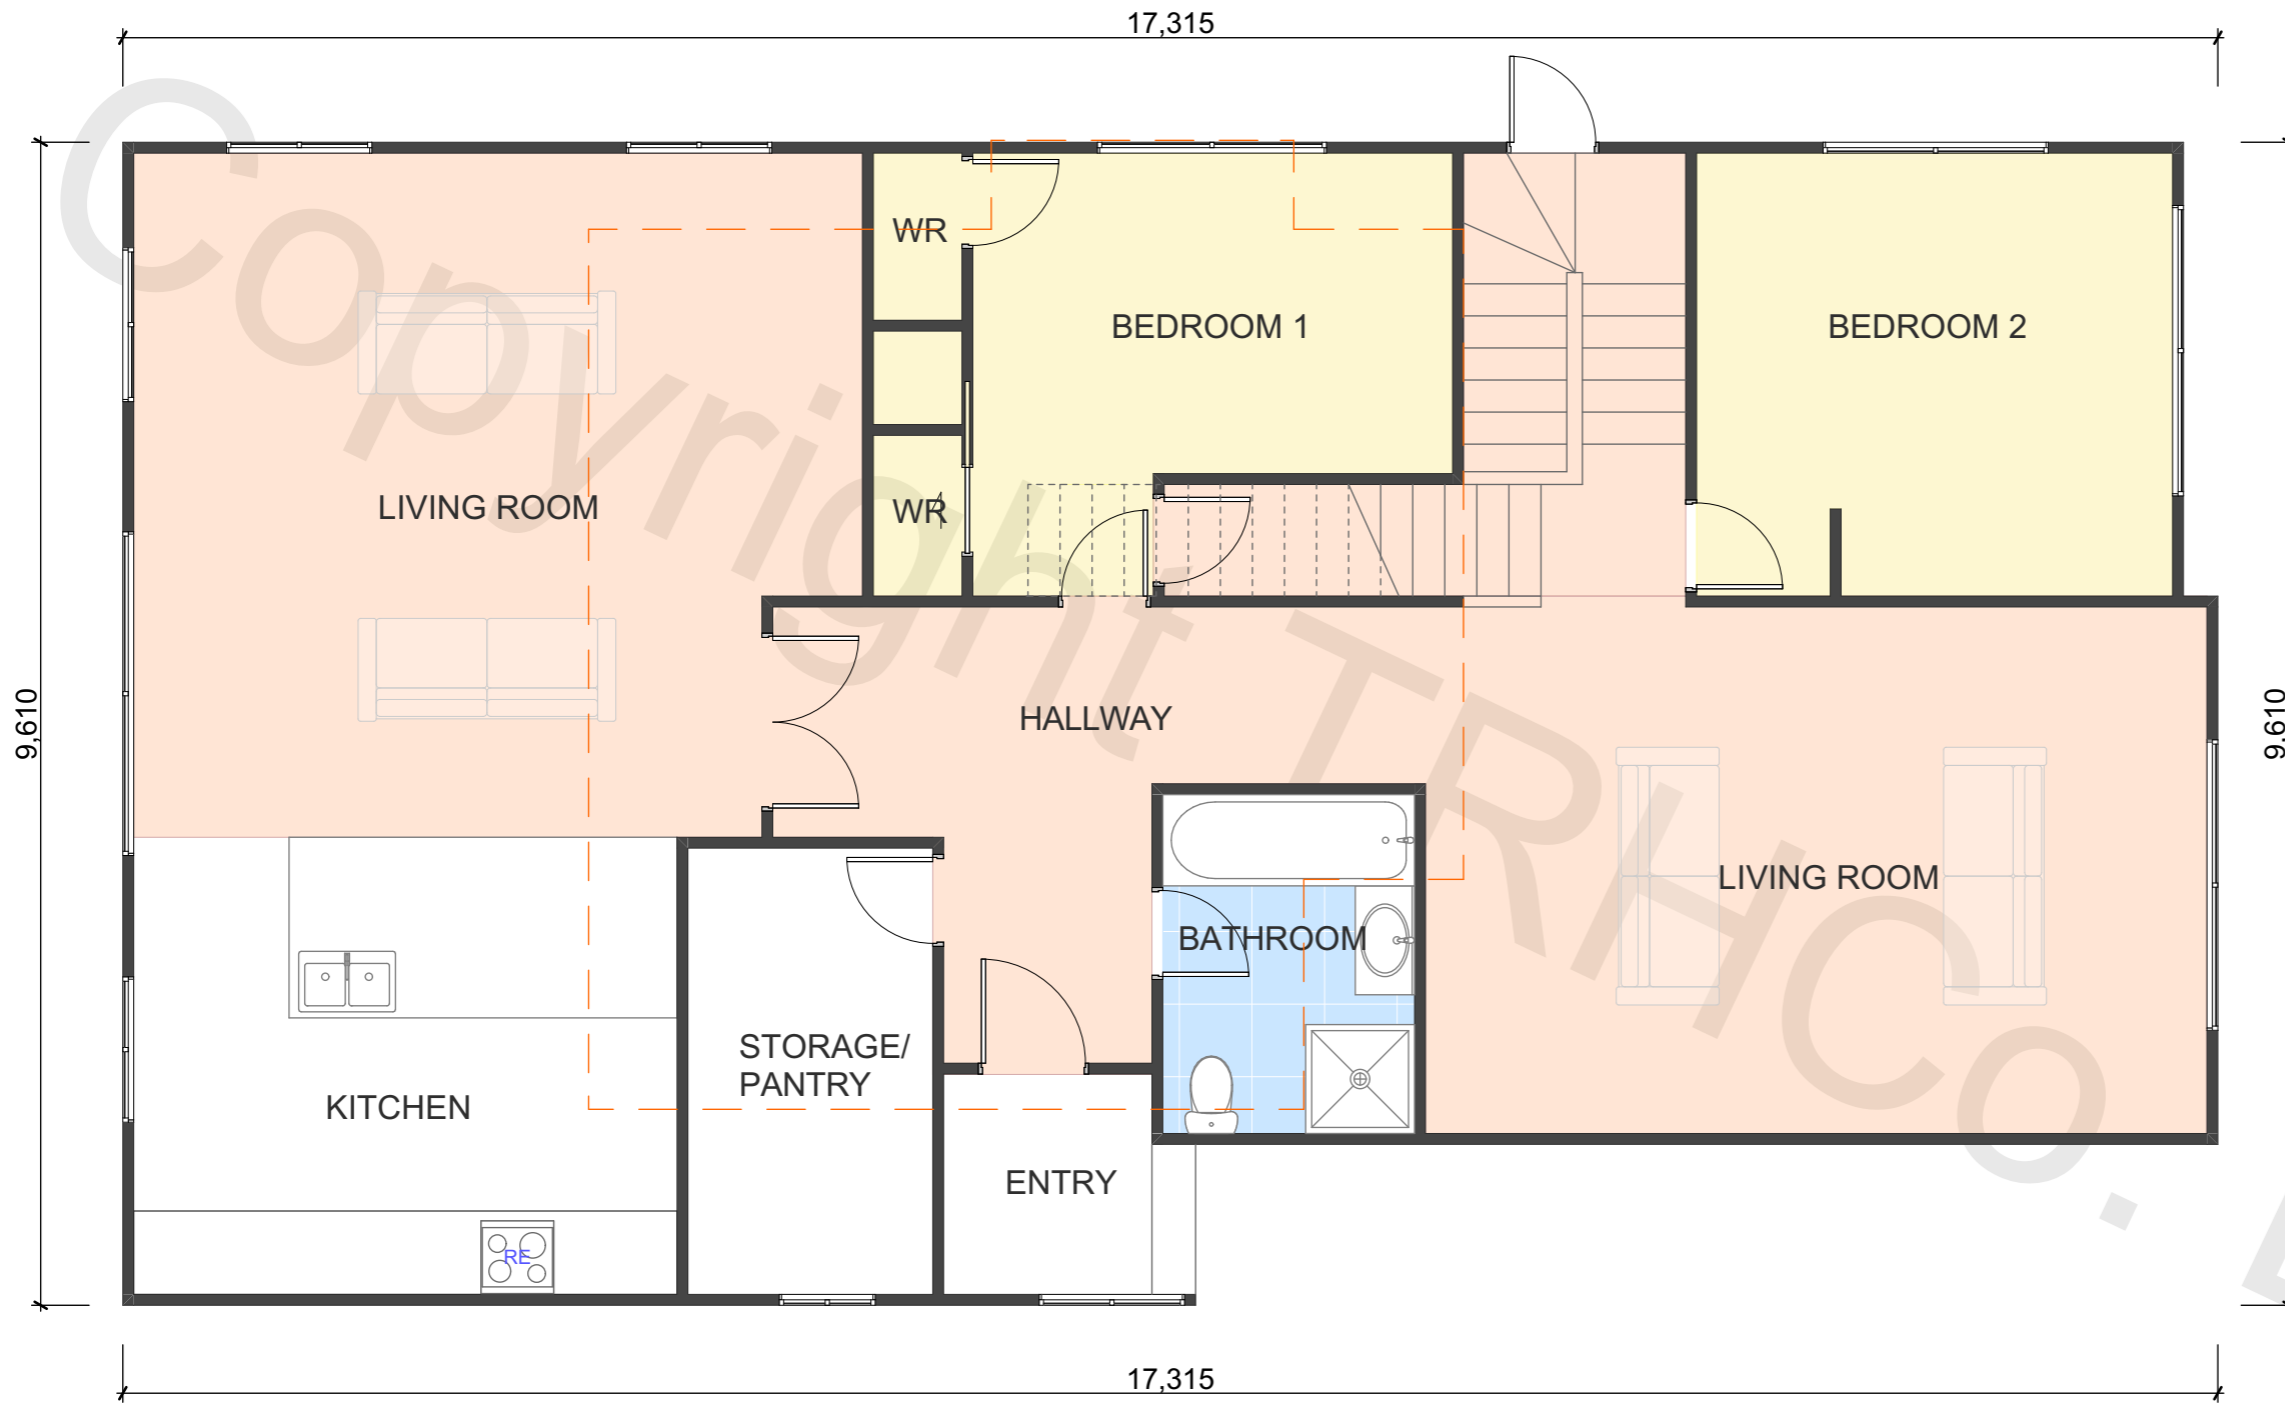 17,315
Copyright TRHCo.
WR
BEDROOM 1
BEDROOM 2
LIVING ROOM
WR
9,610
HALLWAY
9,610
LIVING ROOM
BATHROOM
STORAGE/
PANTRY
KITCHEN
ENTRY
RE
17,315